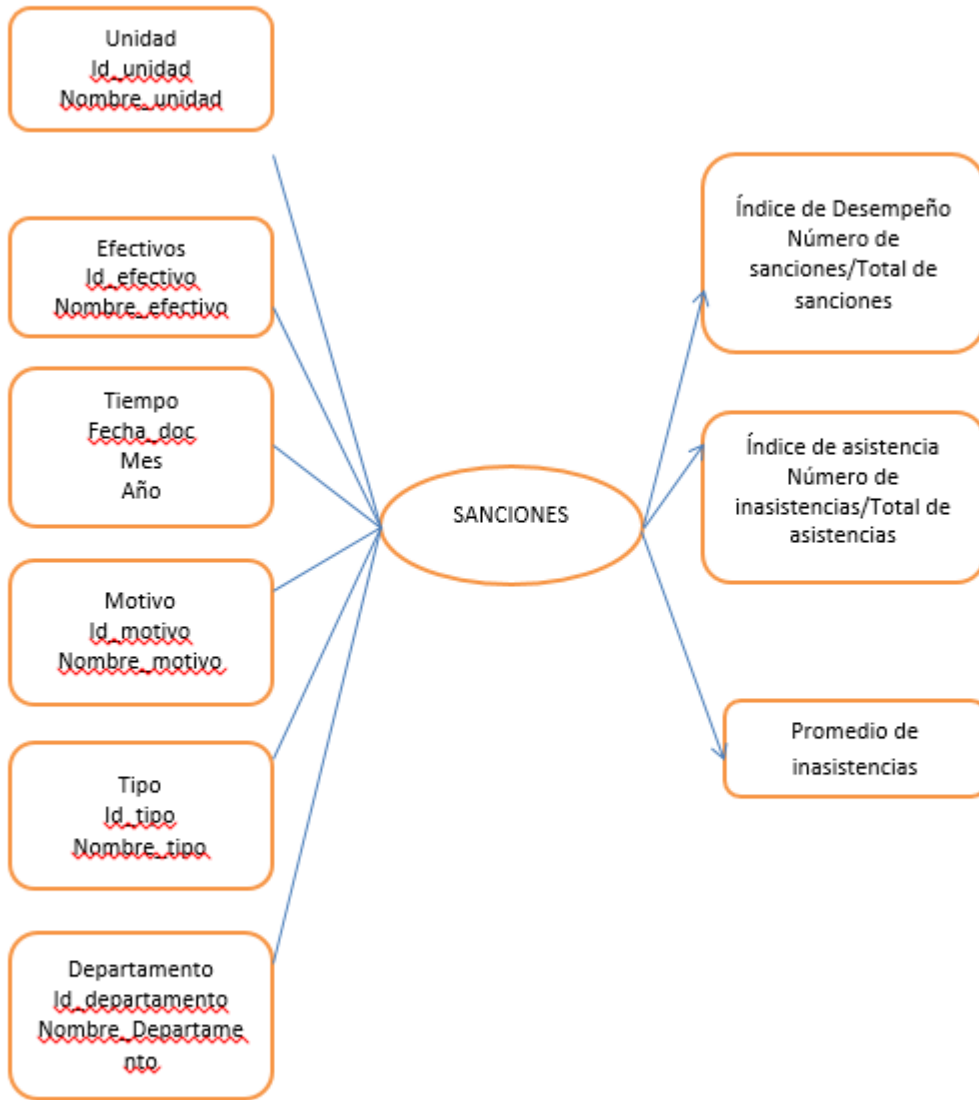 Unidad
Id_unidad
Nombre_unidad
Efectivos
Id_efectivo
Nombre_efectivo
Tiempo
Fecha_doc
Mes
Año
Motivo
Id_motivo
Nombre_motivo
Tipo
Id_tipo
Nombre_tipo
Departamento
Id_departamento
Nombre_Departame
nto
SANCIONES
Índice de Desempeño
Número de
sanciones/Total de
sanciones
Índice de asistencia
Número de
inasistencias/Total de
asistencias
Promedio de
inasistencias